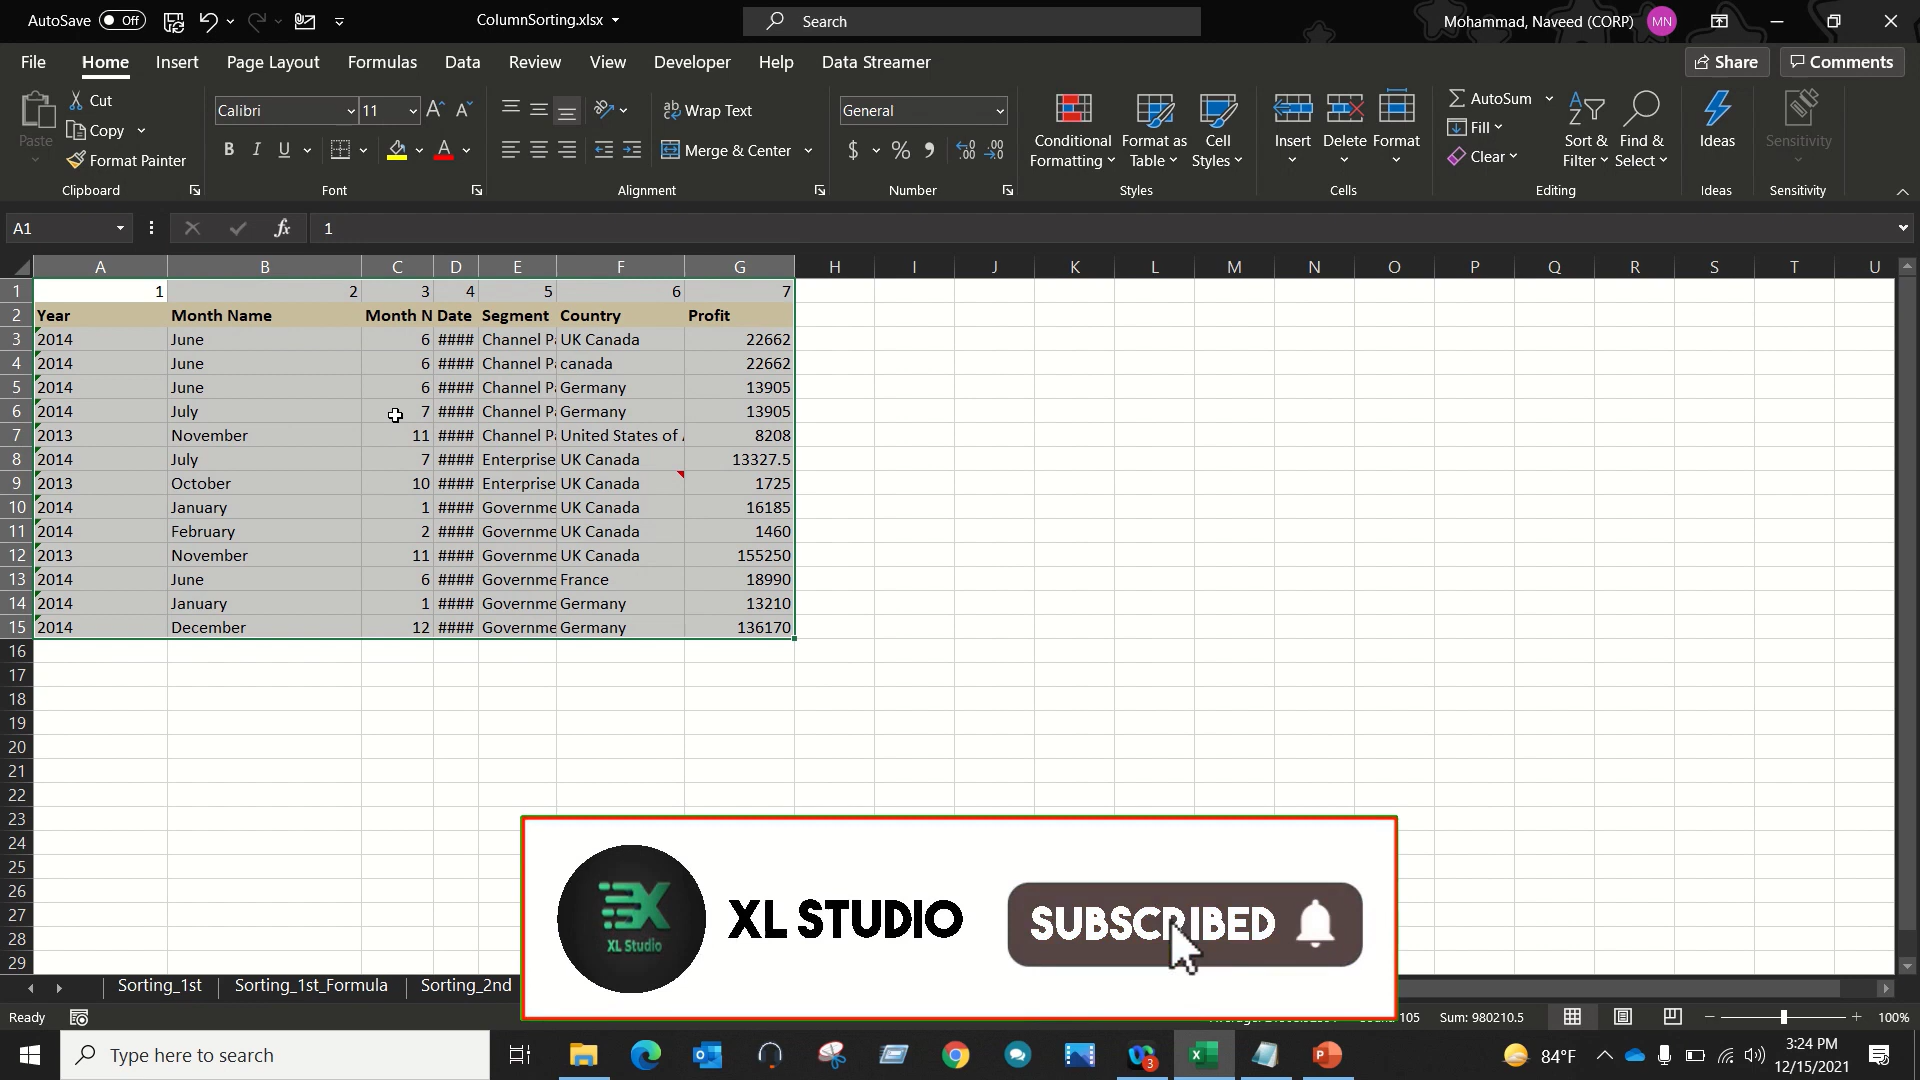 AutoSave Off ColumnSorting.xlsx Search Mohammad, Naveed (CORP) MN
File Home Insert Page Layout Formulas Data Review View Developer Help Data Streamer Share Comments
Paste Cut Copy Format Painter Clipboard
Calibri 11 B I U A Font
Wrap Text Merge & Center Alignment
General $ % Number
Conditional Formatting Format as Table Cell Styles Styles
Insert Delete Format Cells
AutoSum Fill Clear Sort & Filter Find & Select Editing
Ideas Ideas
Sensitivity Sensitivity
A1 fx 1
A B C D E F G H I J K L M N O P Q R S T U
1 1 2 3 4 5 6 7
2 Year Month Name Month N Date Segment Country Profit
3 2014 June 6 #### Channel Pa UK Canada 22662
4 2014 June 6 #### Channel Pa canada 22662
5 2014 June 6 #### Channel Pa Germany 13905
6 2014 July 7 #### Channel Pa Germany 13905
7 2013 November 11 #### Channel Pa United States of 8208
8 2014 July 7 #### Enterprise UK Canada 13327.5
9 2013 October 10 #### Enterprise UK Canada 1725
10 2014 January 1 #### Governme UK Canada 16185
11 2014 February 2 #### Governme UK Canada 1460
12 2013 November 11 #### Governme UK Canada 155250
13 2014 June 6 #### Governme France 18990
14 2014 January 1 #### Governme Germany 13210
15 2014 December 12 #### Governme Germany 136170
16
17
18
19
20
21
22
23
24
25
26
27
28
29
XL Studio
XL STUDIO
SUBSCRIBED
Sorting_1st Sorting_1st_Formula Sorting_2nd
Ready 105 Sum: 980210.5 100%
Type here to search 3 84°F 3:24 PM
12/15/2021